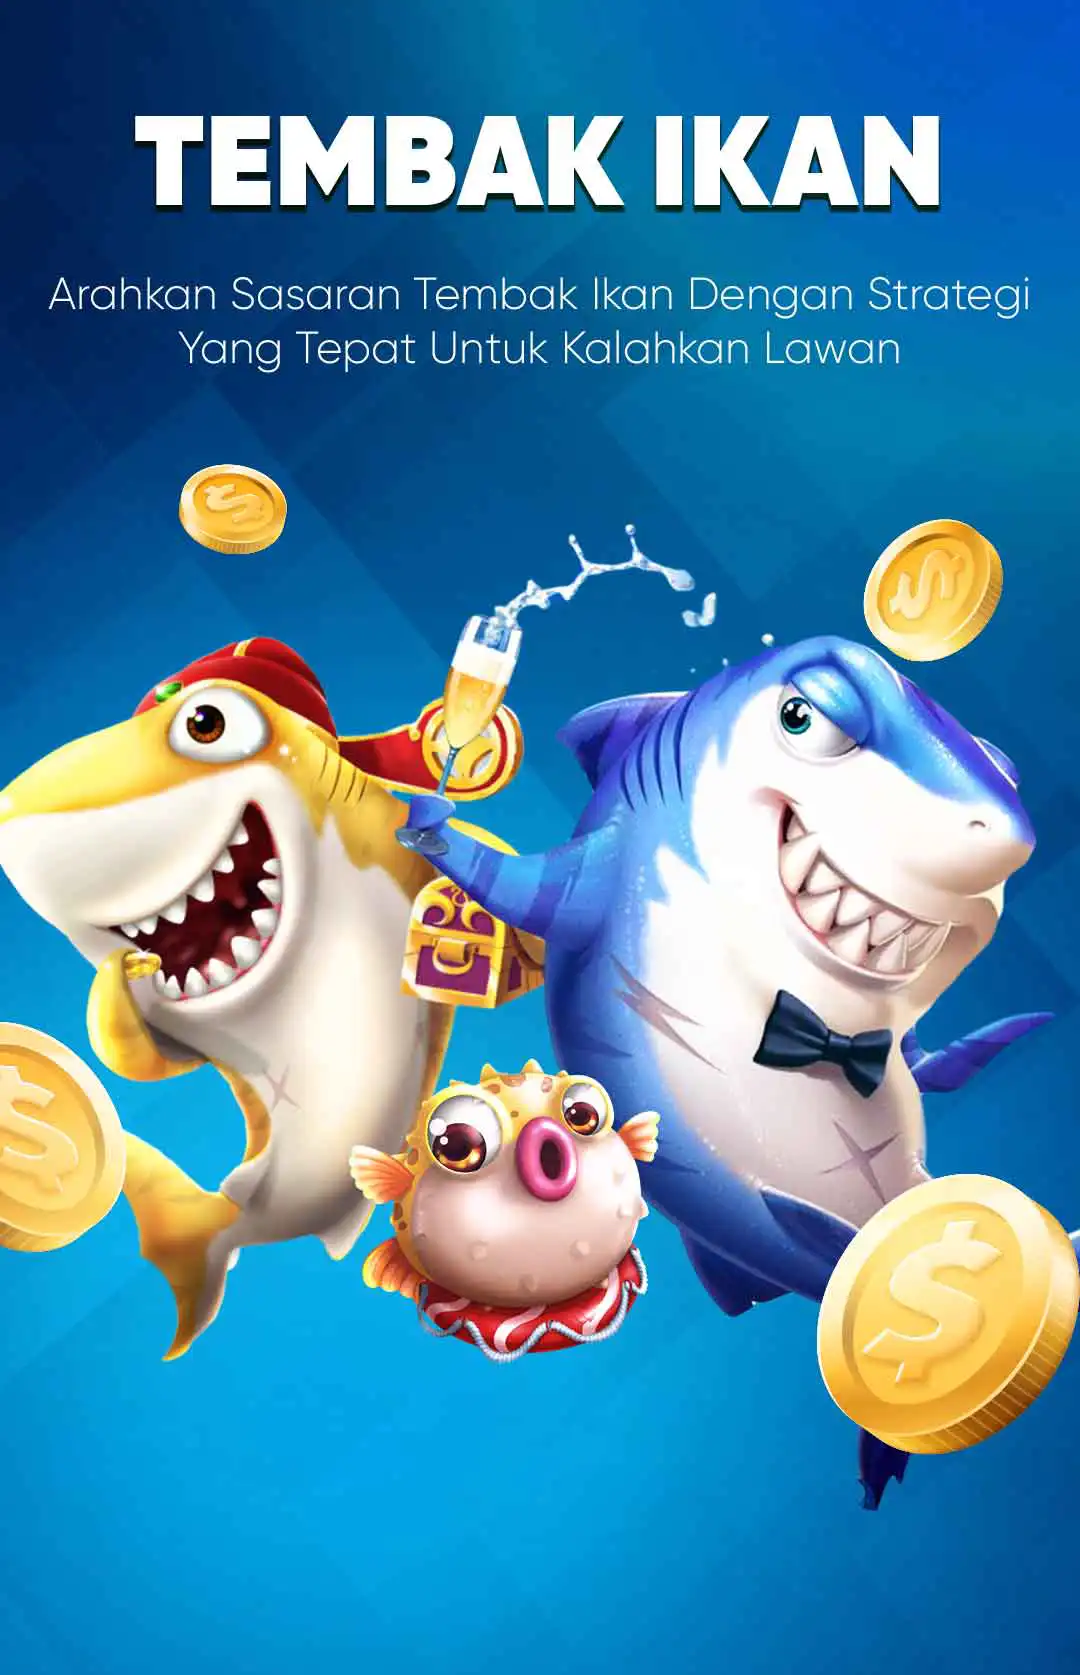 TEMBAK IKAN
Arahkan Sasaran Tembak Ikan Dengan Strategi
Yang Tepat Untuk Kalahkan Lawan